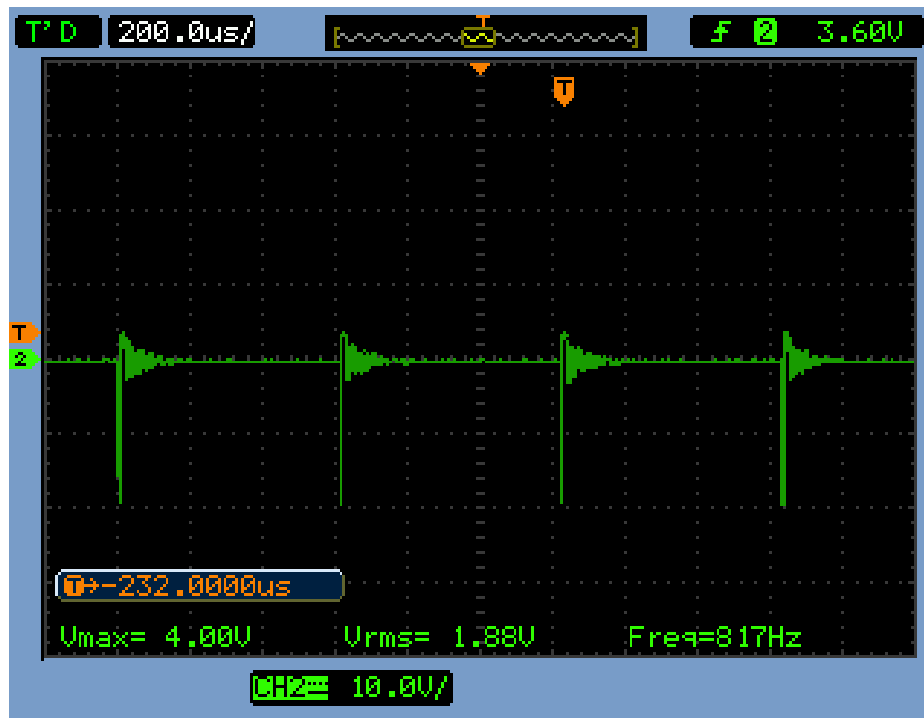 T'D 200.0us/ T 2 3.60V
T
T
2
T→-232.0000us
Vmax= 4.00V Vrms= 1.88V Freq=817Hz
CH2 10.0V/